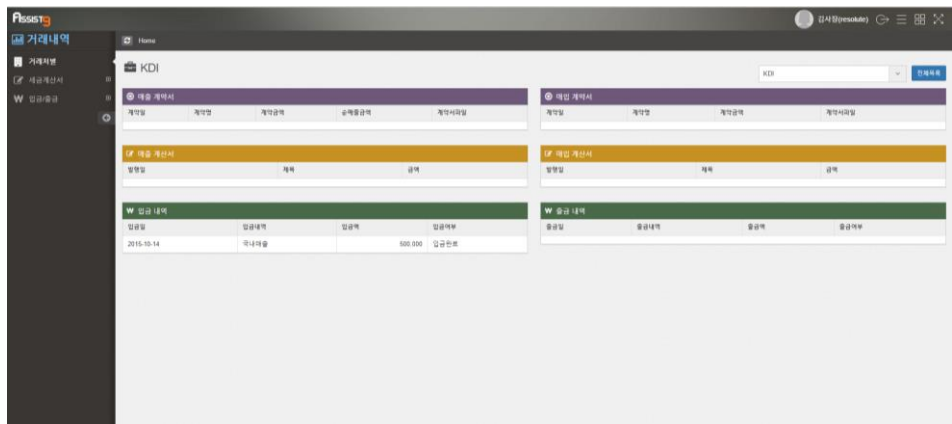 Assist9
김사장(pesolute)
거래내역
Home
거래처별
세금계산서
입금/출금
KDI
KDI
전체목록
매출 계약서
계약일 계약명 계약금액 순매출금액 계약서파일
매입 계약서
계약일 계약명 계약금액 계약서파일
매출 계산서
발행일 제목 금액
매입 계산서
발행일 제목 금액
₩ 입금 내역
입금일 입금내역 입금액 입금여부
2015-10-14 국내매출 500,000 입금완료
₩ 출금 내역
출금일 출금내역 출금액 출금여부